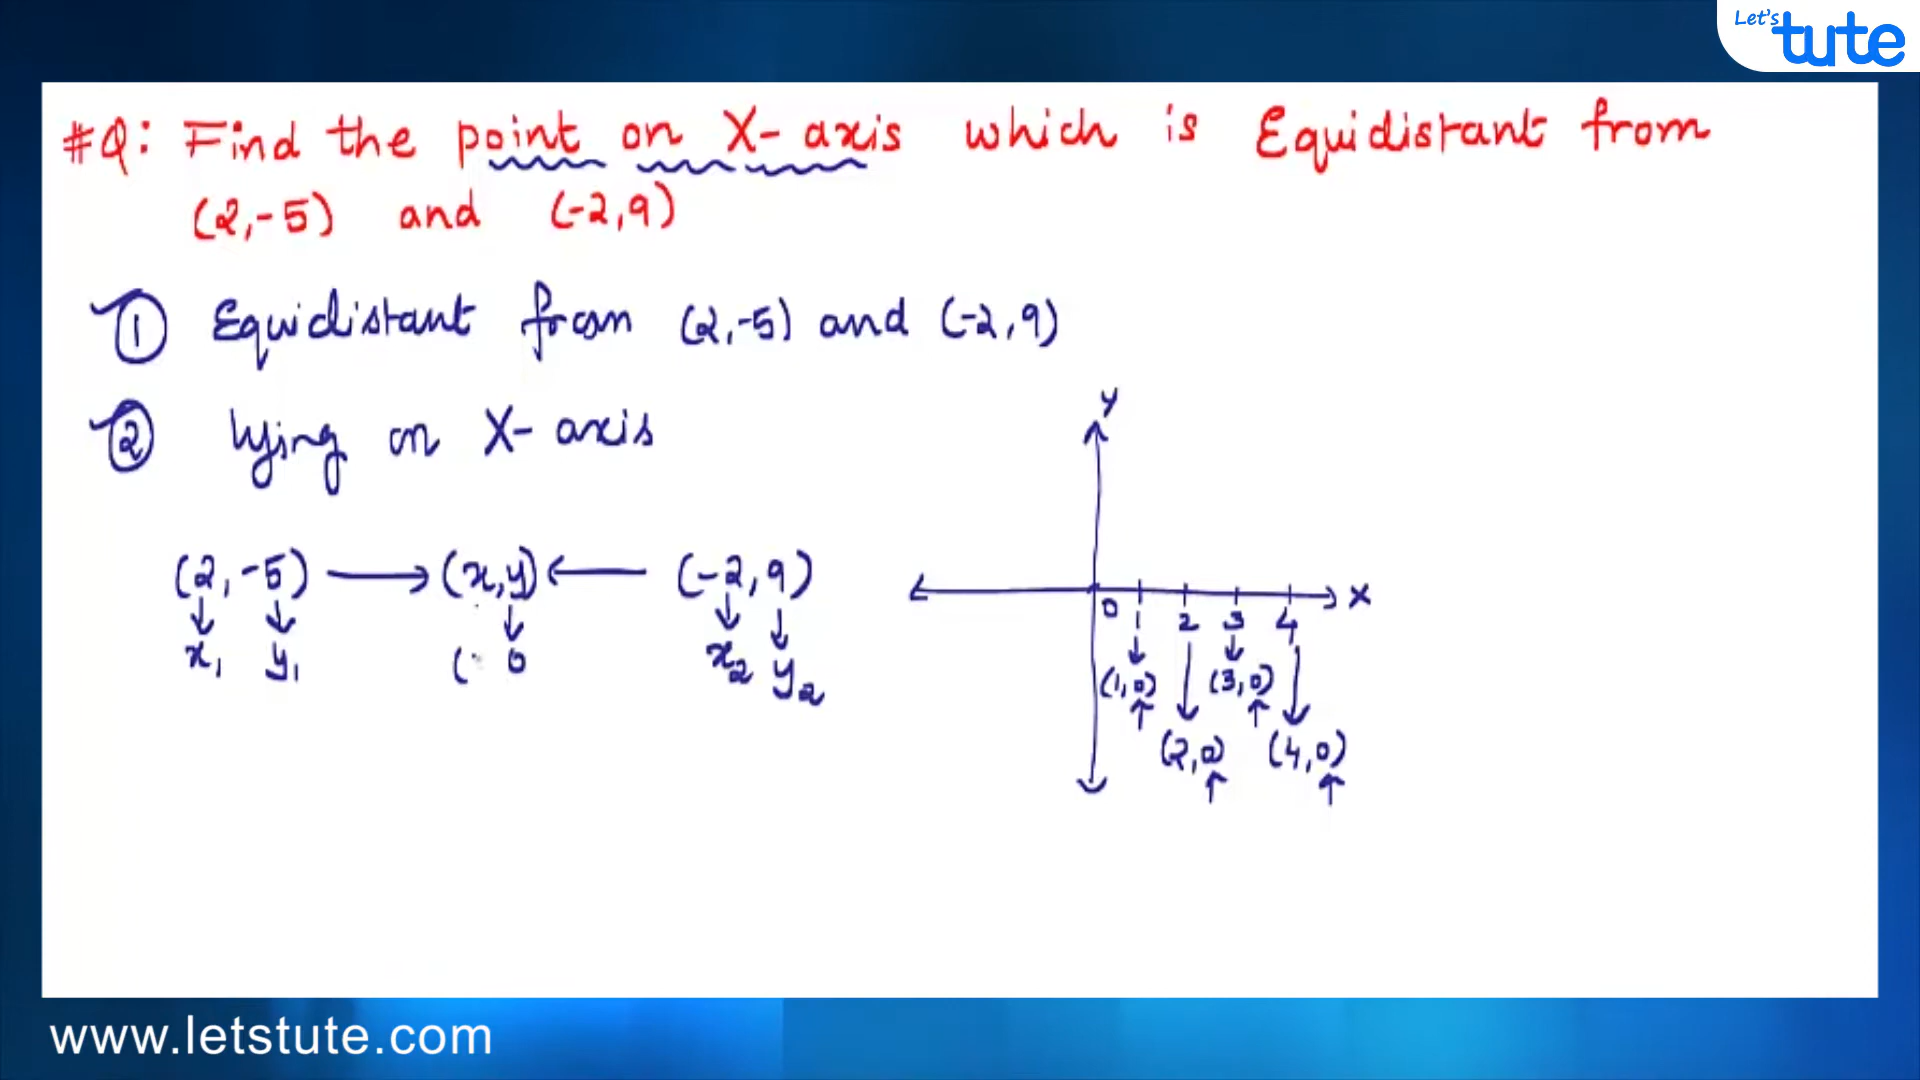 Let's
tute
#Q: Find the point on X-axis which is Equidistant from
(2,-5) and (-2,9)
① Equidistant from (2,-5) and (-2,9)
② lying on X-axis
(2,-5) → (x,y) ← (-2,9)
↓ ↓ ↓ ↓ ↓
x₁ y₁ ( 0 x₂ y₂
Y
X
0 1 2 3 4
(1,0) (3,0)
(2,0) (4,0)
www.letstute.com